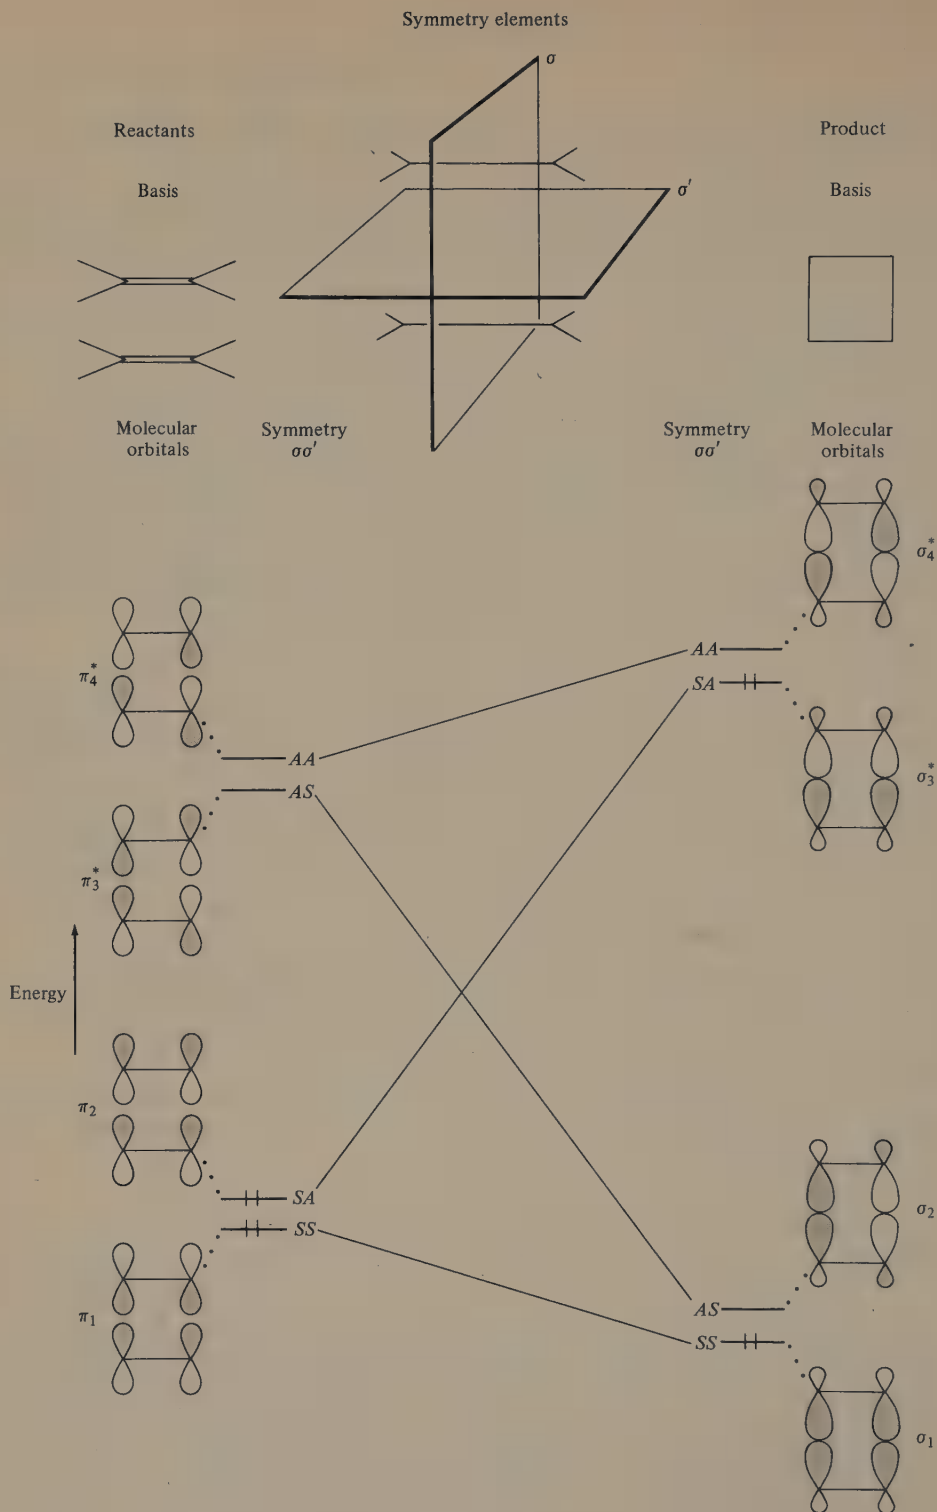 Symmetry elements
σ
Reactants
Product
Basis
σ′
Basis
Molecular
orbitals
Symmetry
σσ′
Symmetry
σσ′
Molecular
orbitals
σ₄*
π₄*
AA
AA
SA
AS
σ₃*
π₃*
Energy
π₂
SA
SS
σ₂
π₁
AS
SS
σ₁